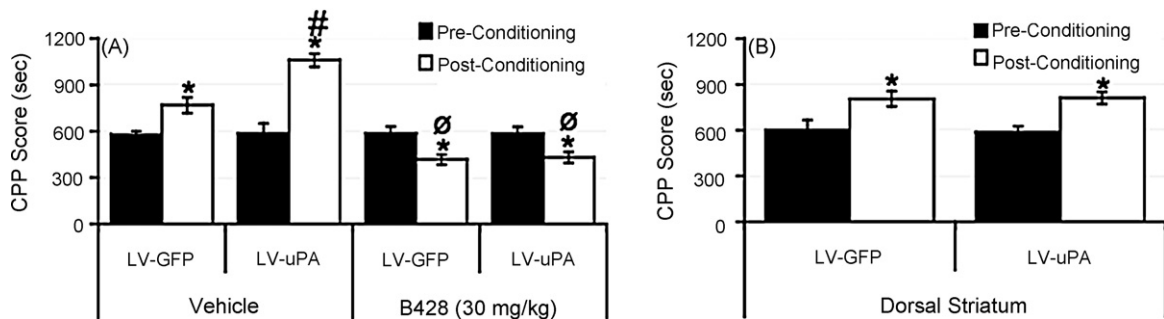 (A)
#
*
*
Ø
*
Ø
*
Pre-Conditioning
Post-Conditioning
1200
900
600
300
0
CPP Score (sec)
LV-GFP LV-uPA LV-GFP LV-uPA
Vehicle B428 (30 mg/kg)
(B)
Pre-Conditioning
Post-Conditioning
*
*
1200
900
600
300
0
CPP Score (sec)
LV-GFP LV-uPA
Dorsal Striatum